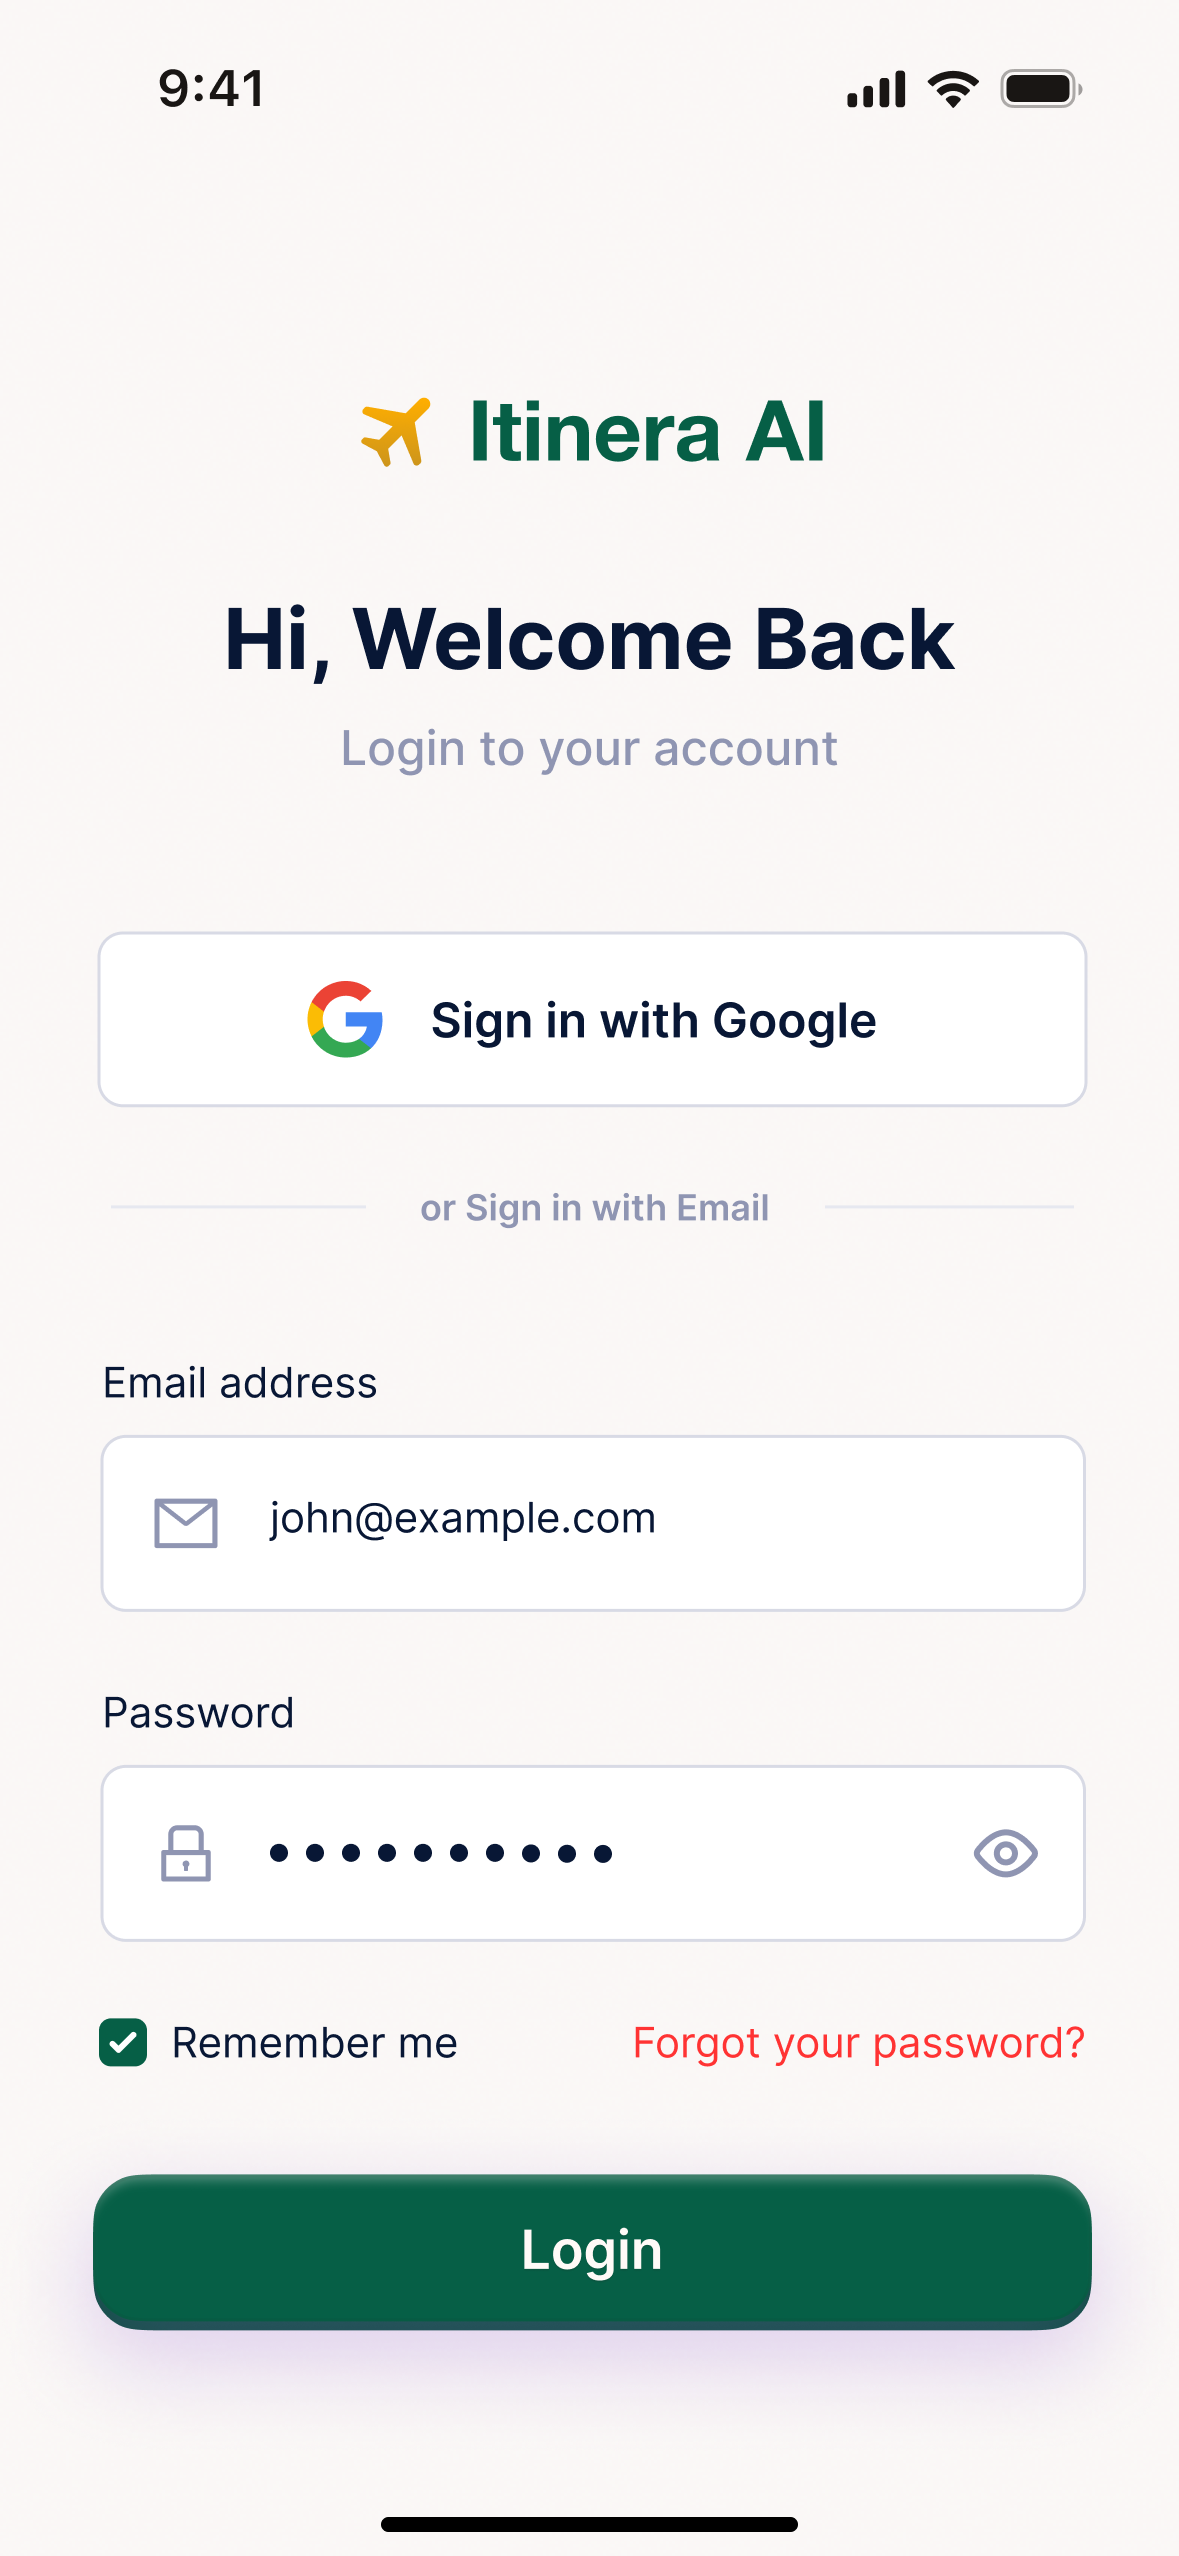 9:41
Itinera AI
Hi, Welcome Back
Login to your account
Sign in with Google
or Sign in with Email
Email address
john@example.com
Password
Remember me
Forgot your password?
Login